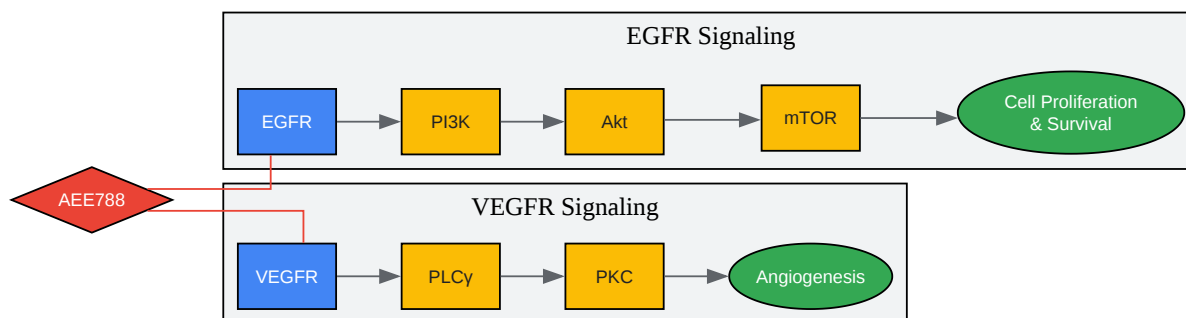 EGFR Signaling
EGFR
PI3K
Akt
mTOR
Cell Proliferation
& Survival
AEE788
VEGFR Signaling
VEGFR
PLCγ
PKC
Angiogenesis